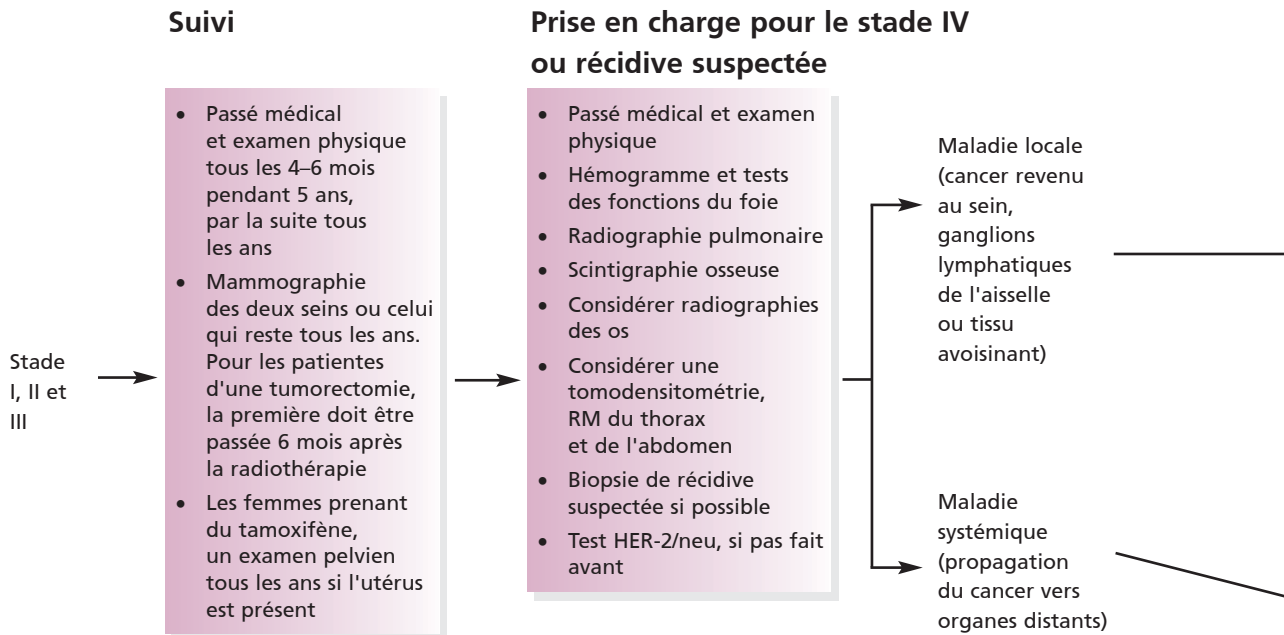 Suivi
Prise en charge pour le stade IV
ou récidive suspectée
Stade
I, II et
III
• Passé médical
et examen physique
tous les 4–6 mois
pendant 5 ans,
par la suite tous
les ans
• Mammographie
des deux seins ou celui
qui reste tous les ans.
Pour les patientes
d'une tumorectomie,
la première doit être
passée 6 mois après
la radiothérapie
• Les femmes prenant
du tamoxifène,
un examen pelvien
tous les ans si l'utérus
est présent
• Passé médical et examen
physique
• Hémogramme et tests
des fonctions du foie
• Radiographie pulmonaire
• Scintigraphie osseuse
• Considérer radiographies
des os
• Considérer une
tomodensitométrie,
RM du thorax
et de l'abdomen
• Biopsie de récidive
suspectée si possible
• Test HER-2/neu, si pas fait
avant
Maladie locale
(cancer revenu
au sein,
ganglions
lymphatiques
de l'aisselle
ou tissu
avoisinant)
Maladie
systémique
(propagation
du cancer vers
organes distants)